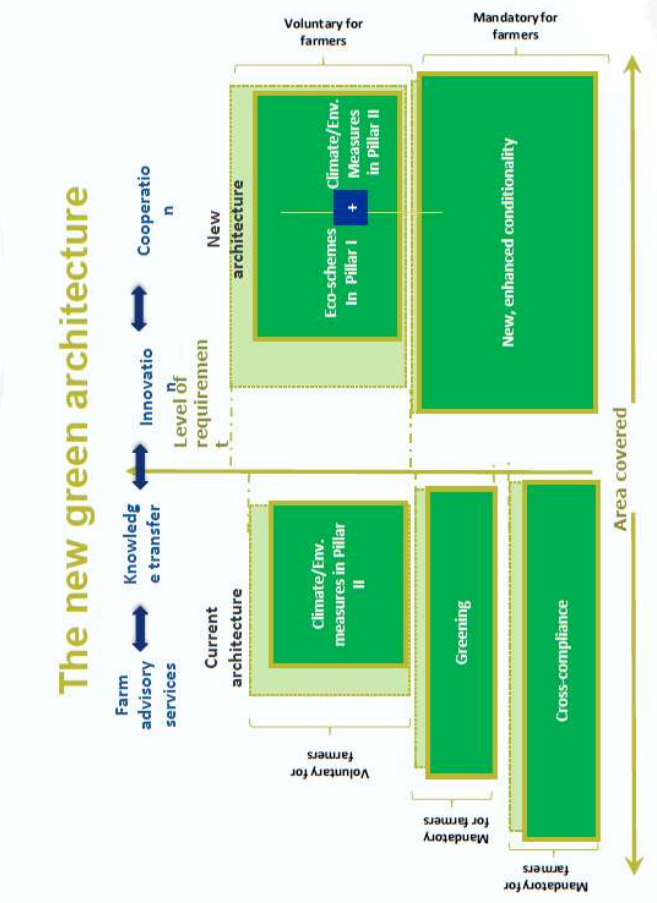 The new green architecture
Farm
advisory
services
Knowledg
e transfer
Innovatio
n
Cooperatio
n
Level of
requiremen
t
Current
architecture
New
architecture
Voluntary for
farmers
Climate/Env.
measures in Pillar
II
Eco-schemes
In Pillar I
+
Climate/Env.
Measures
in Pillar II
Voluntary for
farmers
Mandatory
for farmers
Greening
New, enhanced conditionality
Mandatory for
farmers
Mandatory for
farmers
Cross-compliance
Area covered